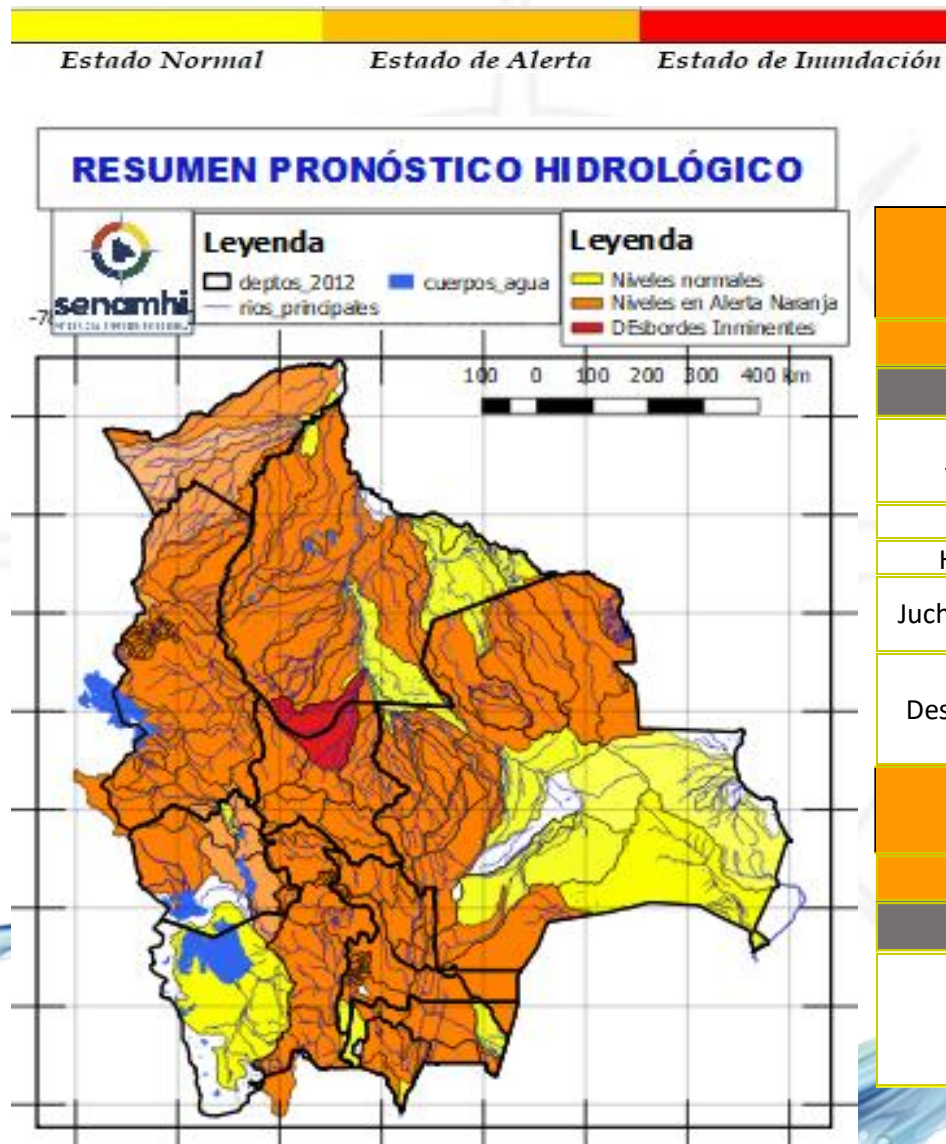 Estado Normal Estado de Alerta Estado de Inundación
RESUMEN PRONÓSTICO HIDROLÓGICO
senamhi
Leyenda
deptos_2012 cuerpos_agua
rios_principales
Leyenda
Niveles normales
Niveles en Alerta Naranja
DEsbordes Inminentes
100 0 100 200 300 400 km
H
Juch
Des